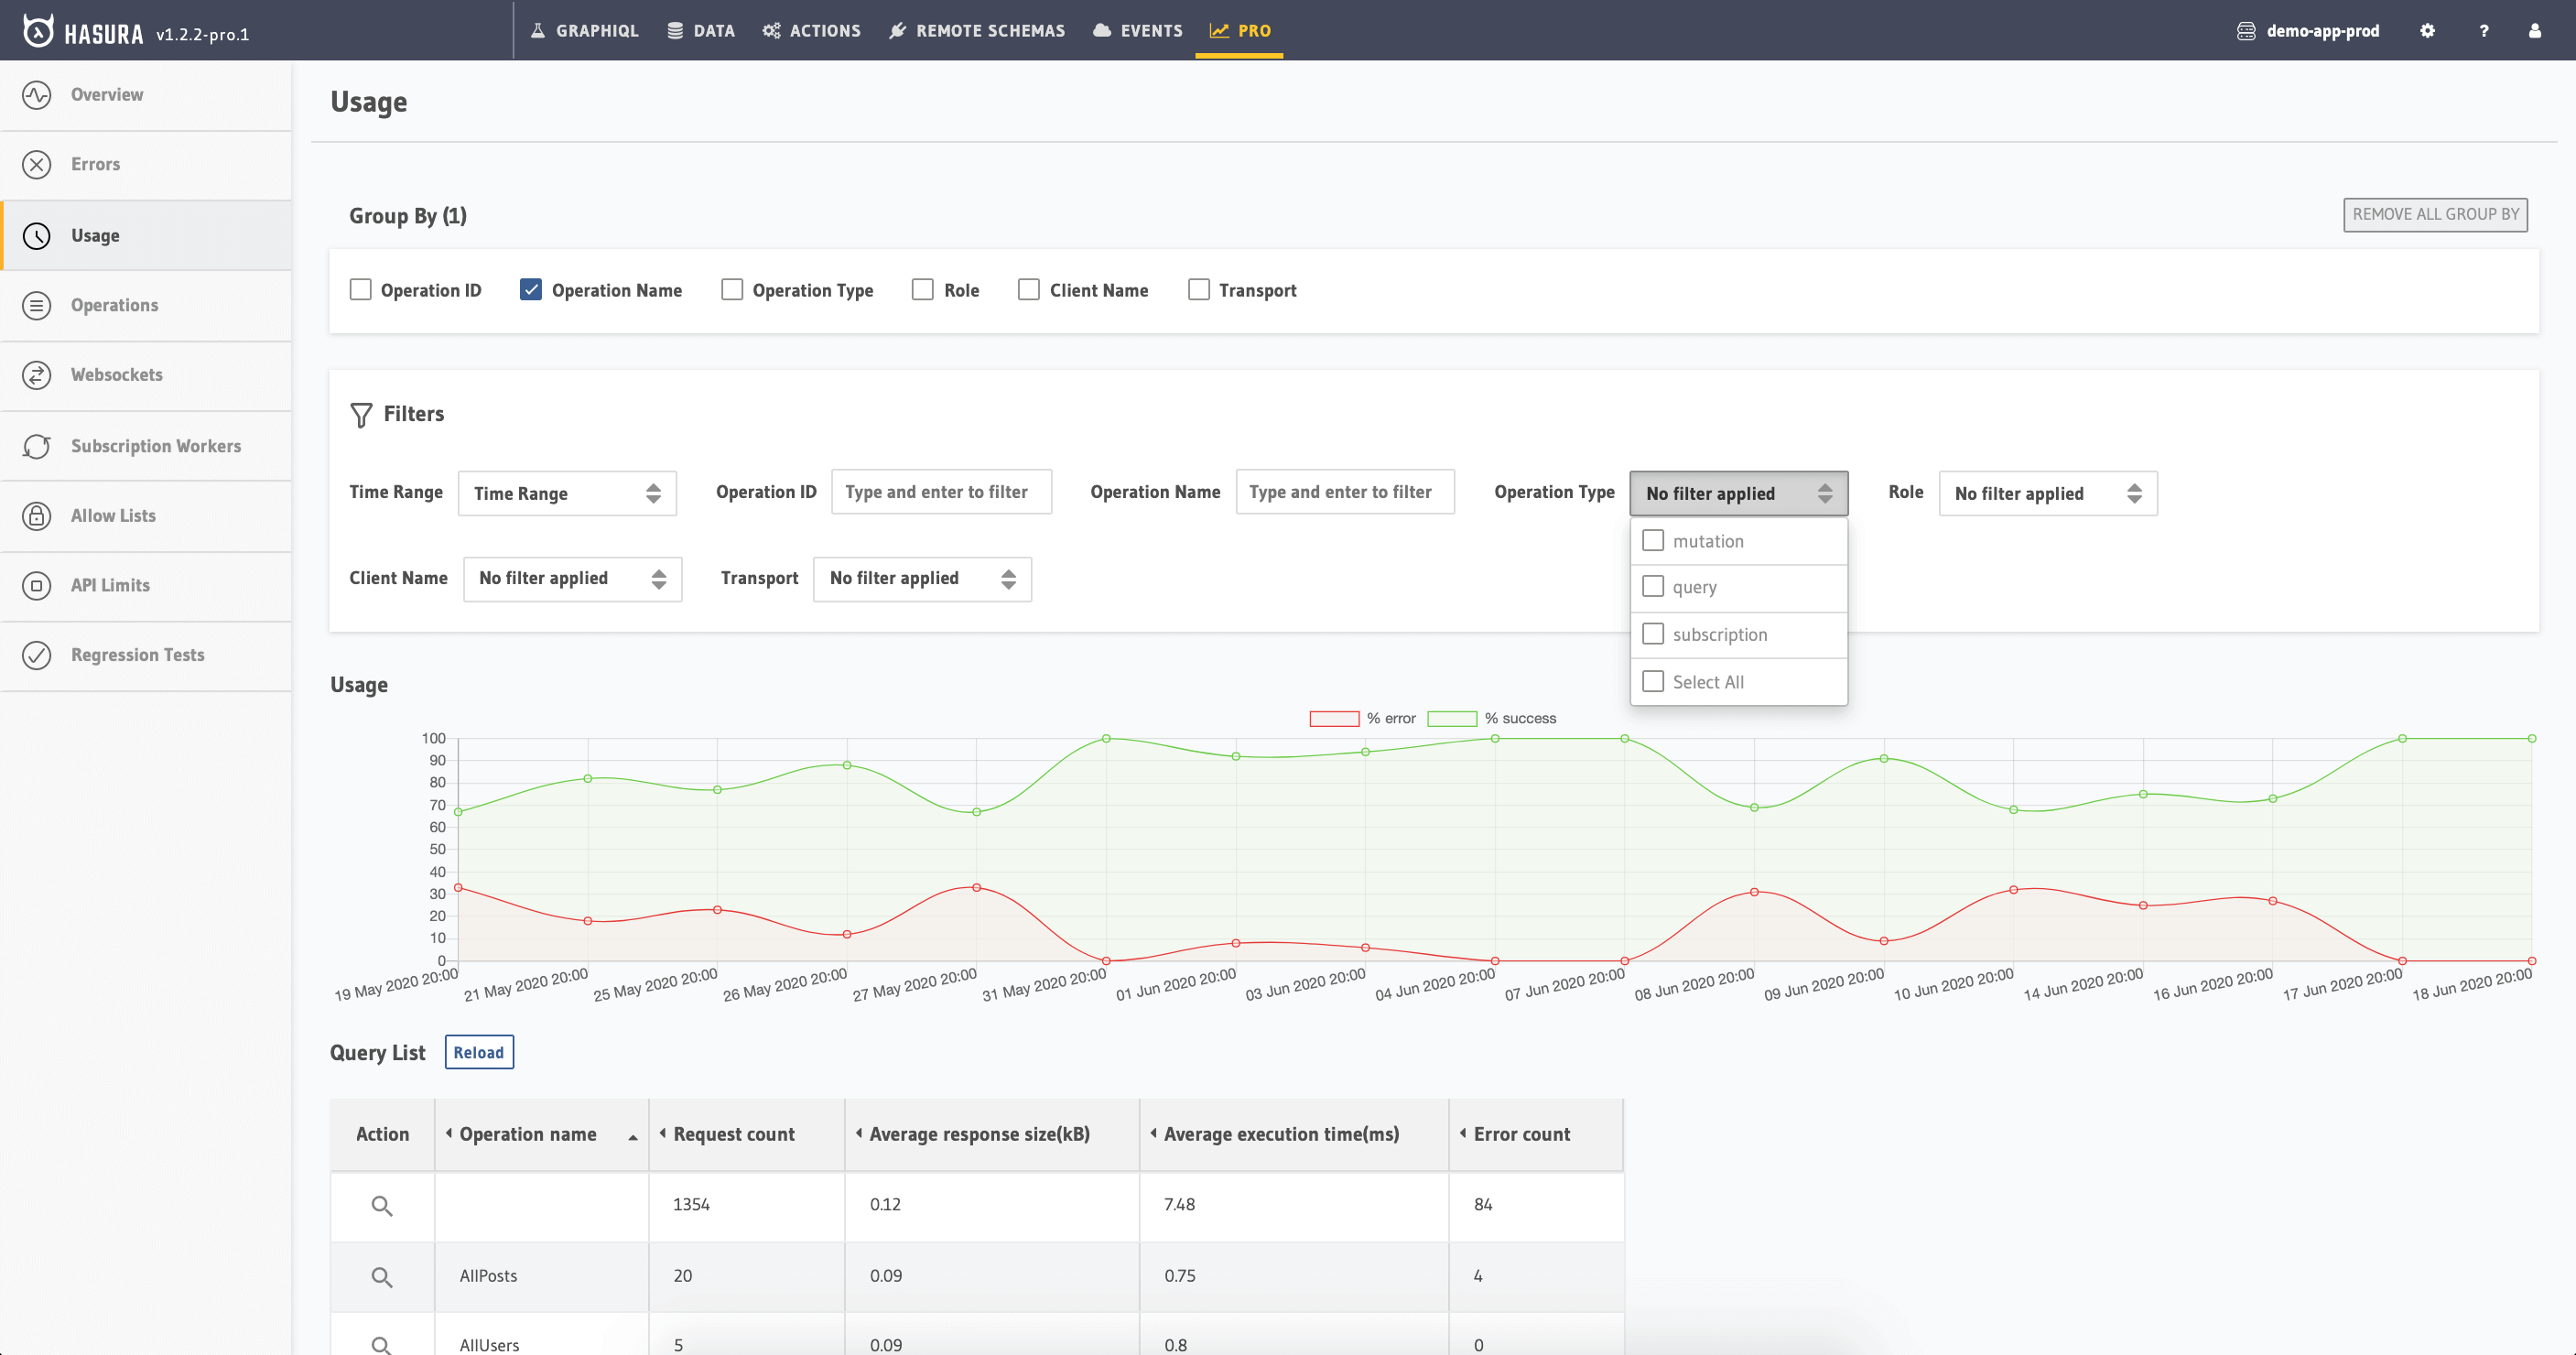 HASURA v1.2.2-pro.1 GRAPHIQL DATA ACTIONS REMOTE SCHEMAS EVENTS PRO demo-app-prod ?
Overview
Errors
Usage
Operations
Websockets
Subscription Workers
Allow Lists
API Limits
Regression Tests
Usage
Group By (1) REMOVE ALL GROUP BY
Operation ID Operation Name Operation Type Role Client Name Transport
Filters
Time Range Time Range Operation ID Type and enter to filter Operation Name Type and enter to filter Operation Type No filter applied Role No filter applied
mutation
query
subscription
Select All
Client Name No filter applied Transport No filter applied
Usage
% error % success
100
90
80
70
60
50
40
30
20
10
0
19 May 2020 20:00 21 May 2020 20:00 25 May 2020 20:00 26 May 2020 20:00 27 May 2020 20:00 31 May 2020 20:00 01 Jun 2020 20:00 03 Jun 2020 20:00 04 Jun 2020 20:00 07 Jun 2020 20:00 08 Jun 2020 20:00 09 Jun 2020 20:00 10 Jun 2020 20:00 14 Jun 2020 20:00 16 Jun 2020 20:00 17 Jun 2020 20:00 18 Jun 2020 20:00
Query List Reload
Action Operation name Request count Average response size(kB) Average execution time(ms) Error count
1354 0.12 7.48 84
AllPosts 20 0.09 0.75 4
AllUsers 5 0.09 0.8 0